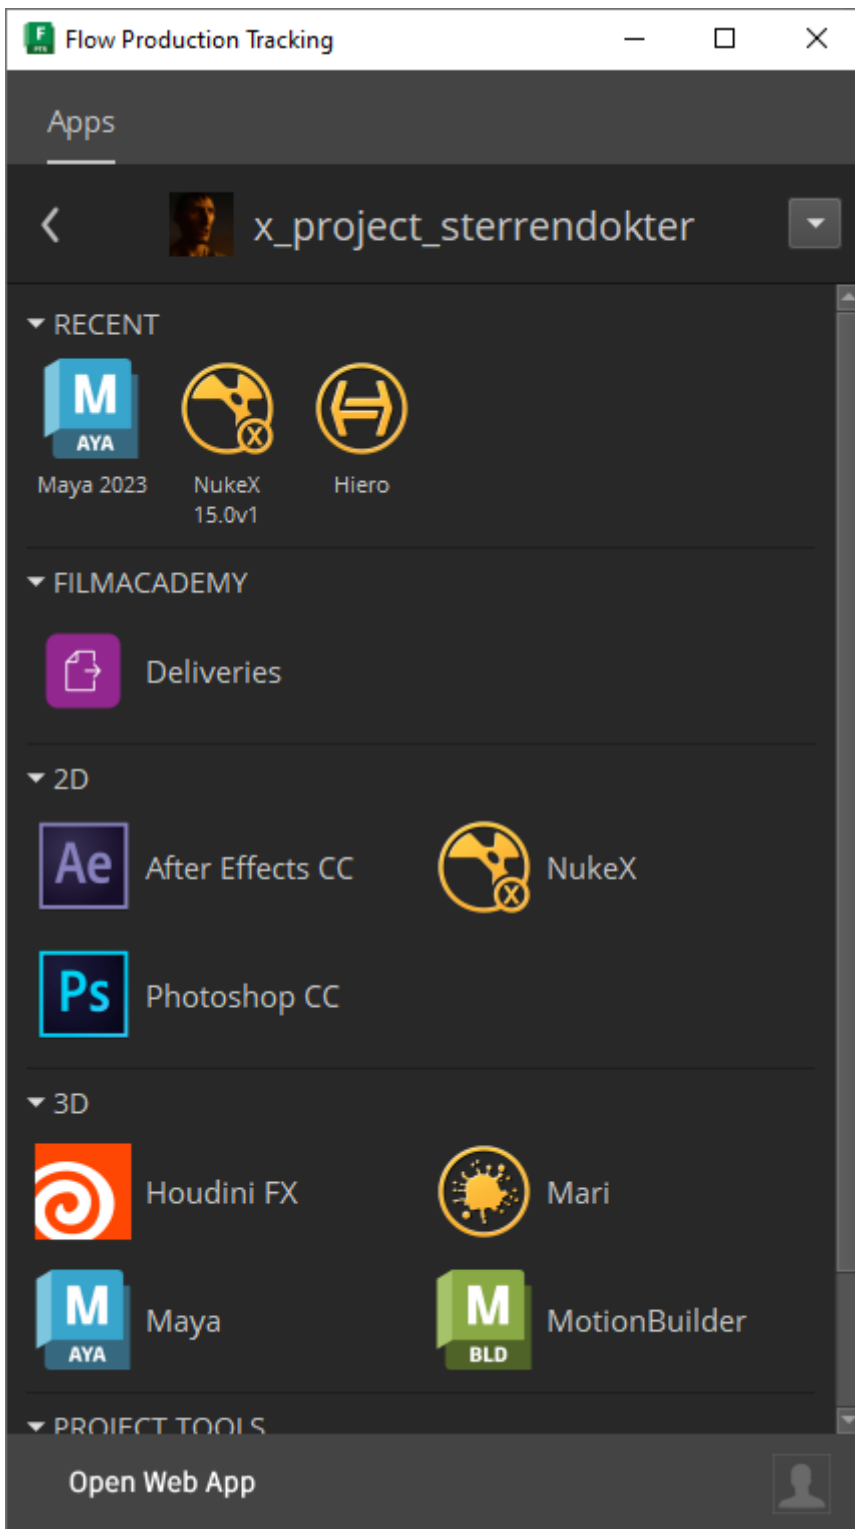 F
PTR
Flow Production Tracking
Apps
x_project_sterrendokter
RECENT
M
AYA
X
Maya 2023
NukeX
15.0v1
Hiero
FILMACADEMY
Deliveries
2D
Ae
After Effects CC
X
NukeX
Ps
Photoshop CC
3D
Houdini FX
Mari
M
AYA
Maya
M
BLD
MotionBuilder
PROJECT TOOLS
Open Web App